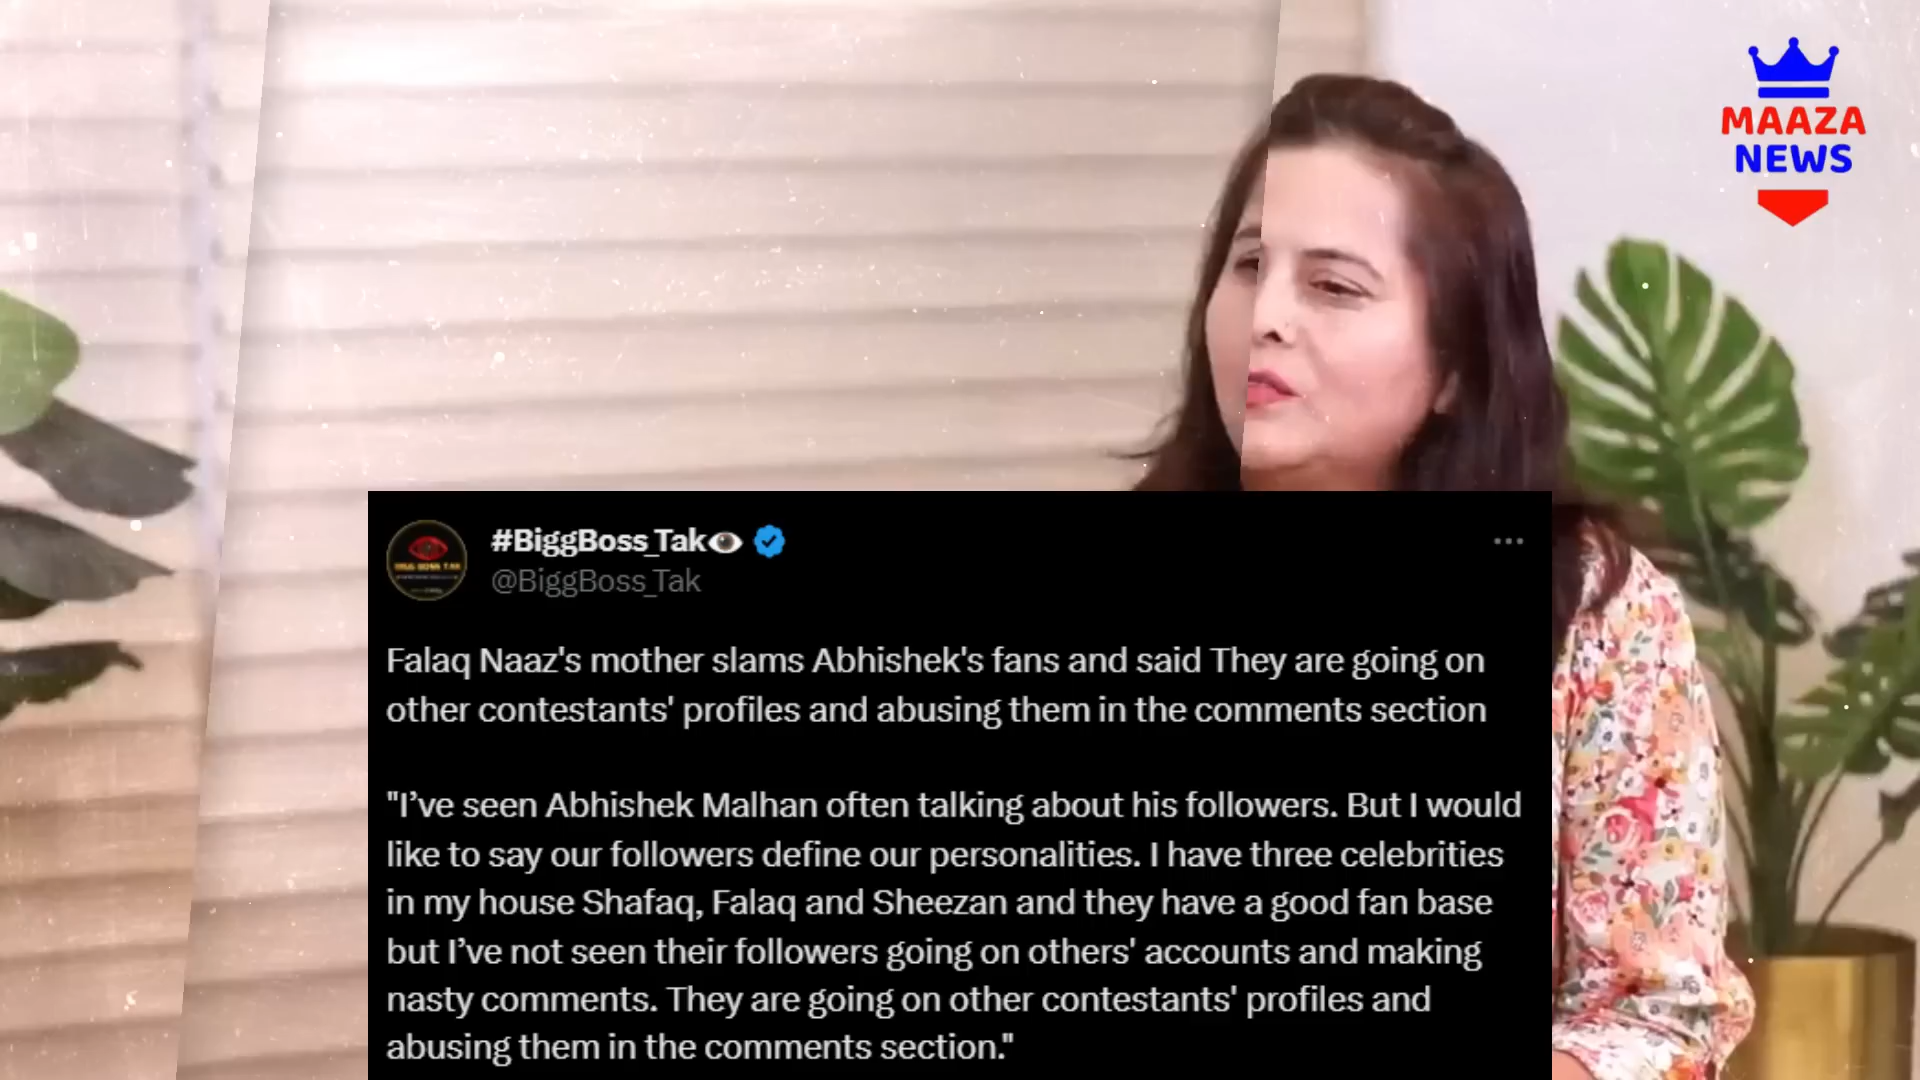 MAAZA
NEWS
#BiggBoss_Tak
@BiggBoss_Tak
Falaq Naaz's mother slams Abhishek's fans and said They are going on
other contestants' profiles and abusing them in the comments section
"I’ve seen Abhishek Malhan often talking about his followers. But I would
like to say our followers define our personalities. I have three celebrities
in my house Shafaq, Falaq and Sheezan and they have a good fan base
but I’ve not seen their followers going on others' accounts and making
nasty comments. They are going on other contestants' profiles and
abusing them in the comments section."